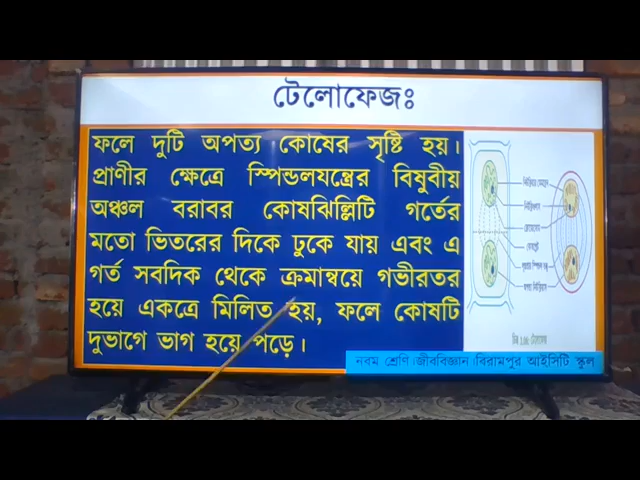 টেলোফেজঃ
ফলে দুটি অপত্য কোষের সৃষ্টি হয়।
প্রাণীর ক্ষেত্রে স্পিন্ডলযন্ত্রের বিষুবীয়
অঞ্চল বরাবর কোষঝিল্লিটি গর্তের
মতো ভিতরের দিকে ঢুকে যায় এবং এ
গর্ত সবদিক থেকে ক্রমান্বয়ে গভীরতর
হয়ে একত্রে মিলিত হয়, ফলে কোষটি
দুভাগে ভাগ হয়ে পড়ে।
নবম শ্রেণি।জীববিজ্ঞান।বিরামপুর আইসিটি স্কুল